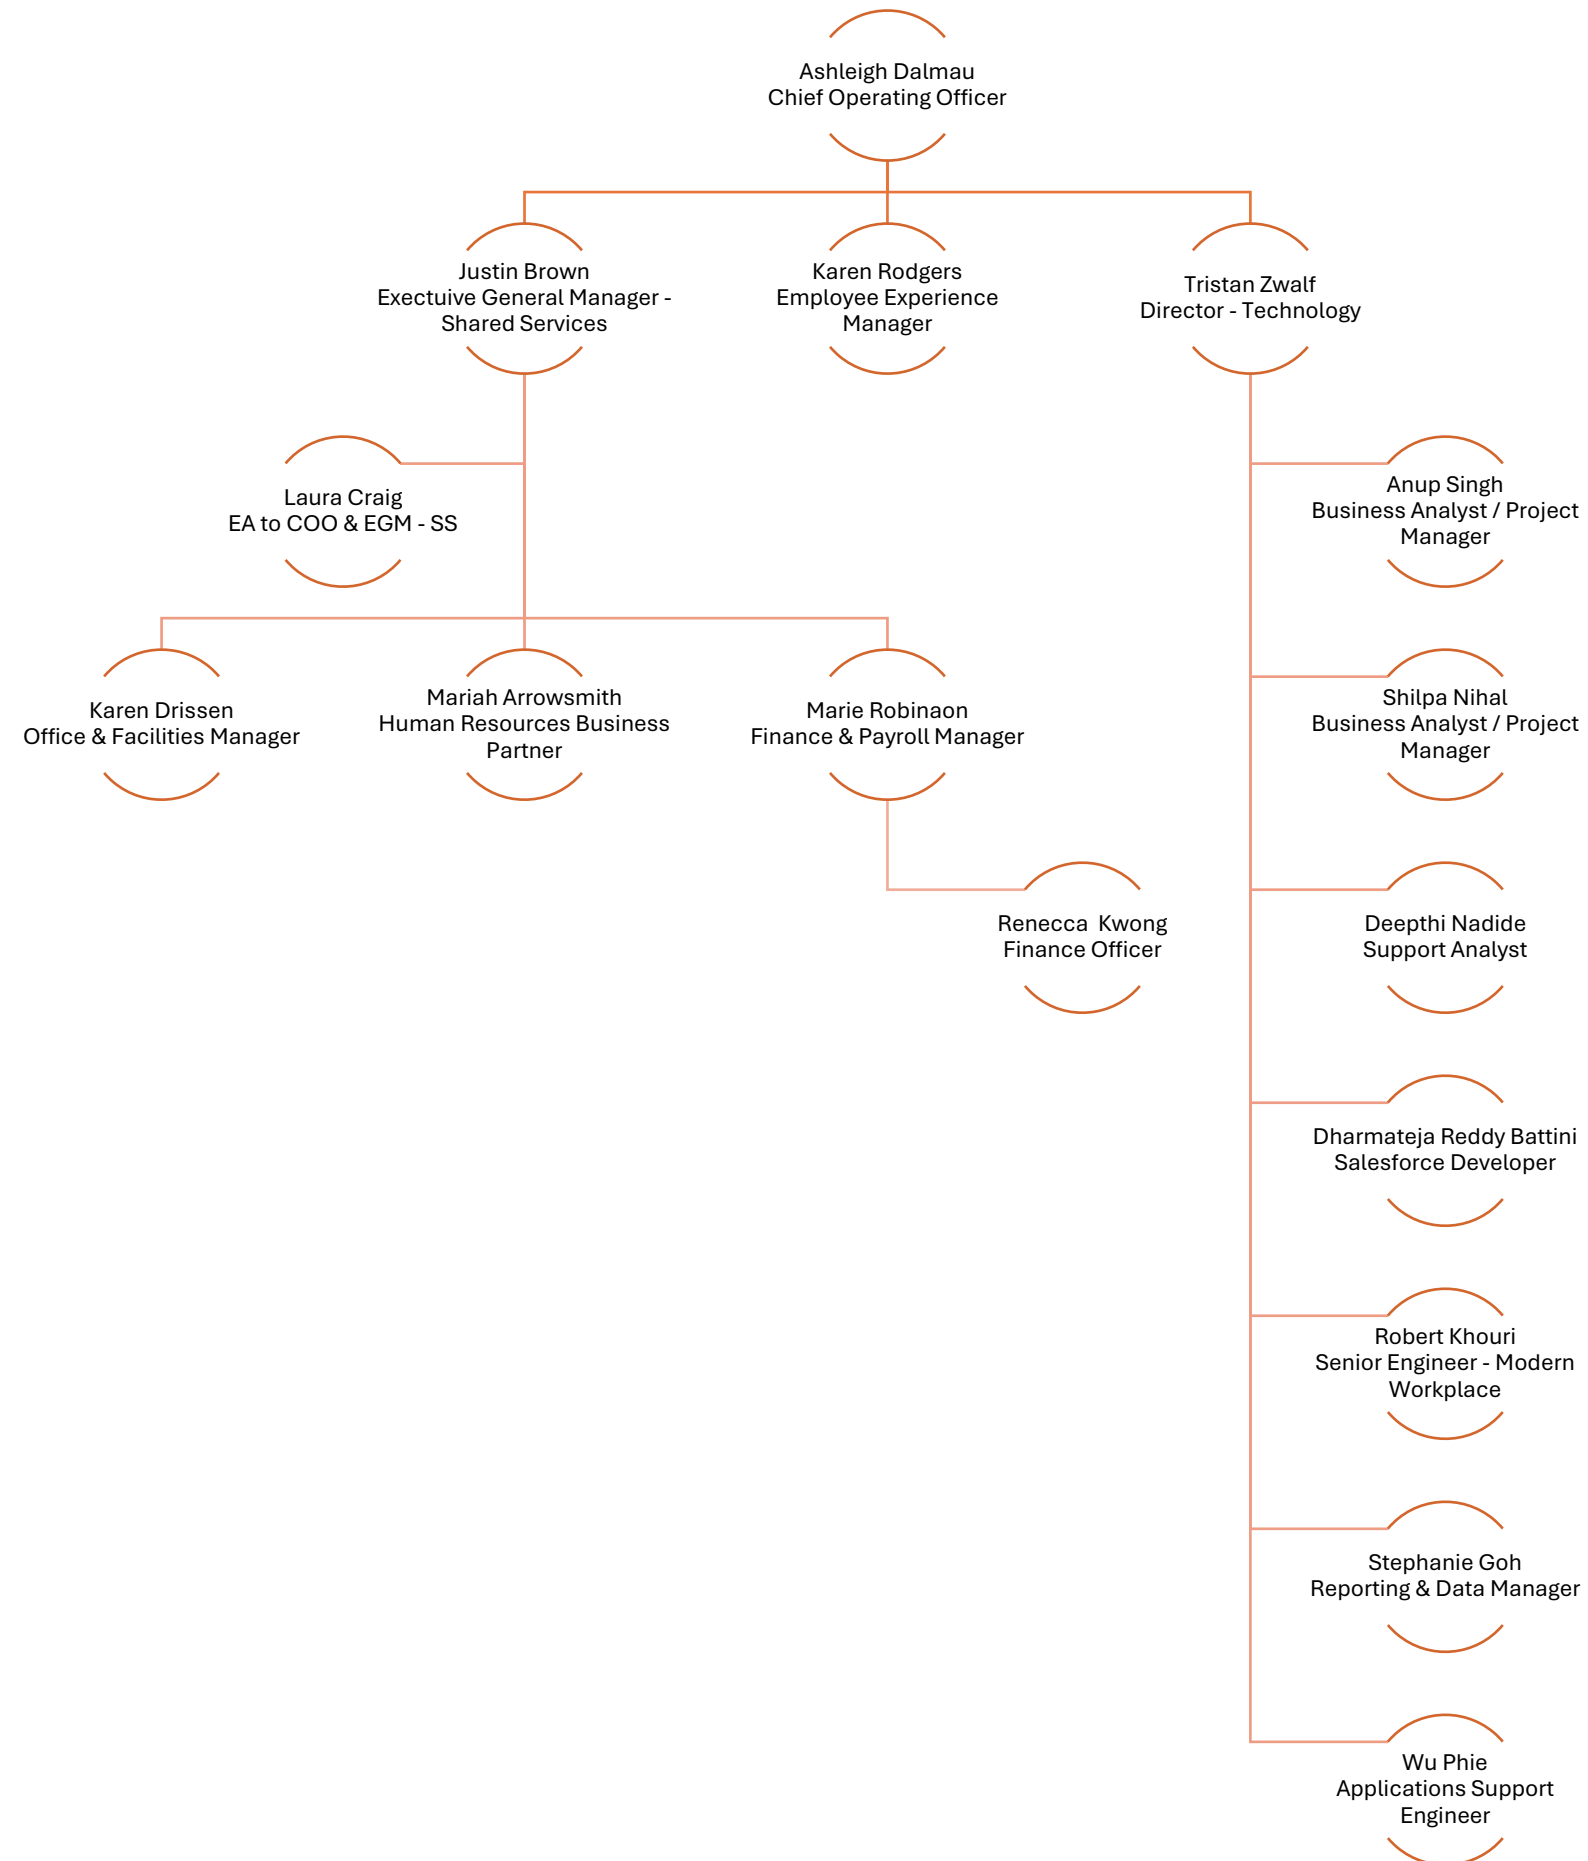 Ashleigh Dalmau
Chief Operating Officer
Justin Brown
Exectuive General Manager -
Shared Services
Karen Rodgers
Employee Experience
Manager
Tristan Zwalf
Director - Technology
Laura Craig
EA to COO & EGM - SS
Anup Singh
Business Analyst / Project
Manager
Karen Drissen
Office & Facilities Manager
Mariah Arrowsmith
Human Resources Business
Partner
Marie Robinaon
Finance & Payroll Manager
Shilpa Nihal
Business Analyst / Project
Manager
Renecca  Kwong
Finance Officer
Deepthi Nadide
Support Analyst
Dharmateja Reddy Battini
Salesforce Developer
Robert Khouri
Senior Engineer - Modern
Workplace
Stephanie Goh
Reporting & Data Manager
Wu Phie
Applications Support
Engineer